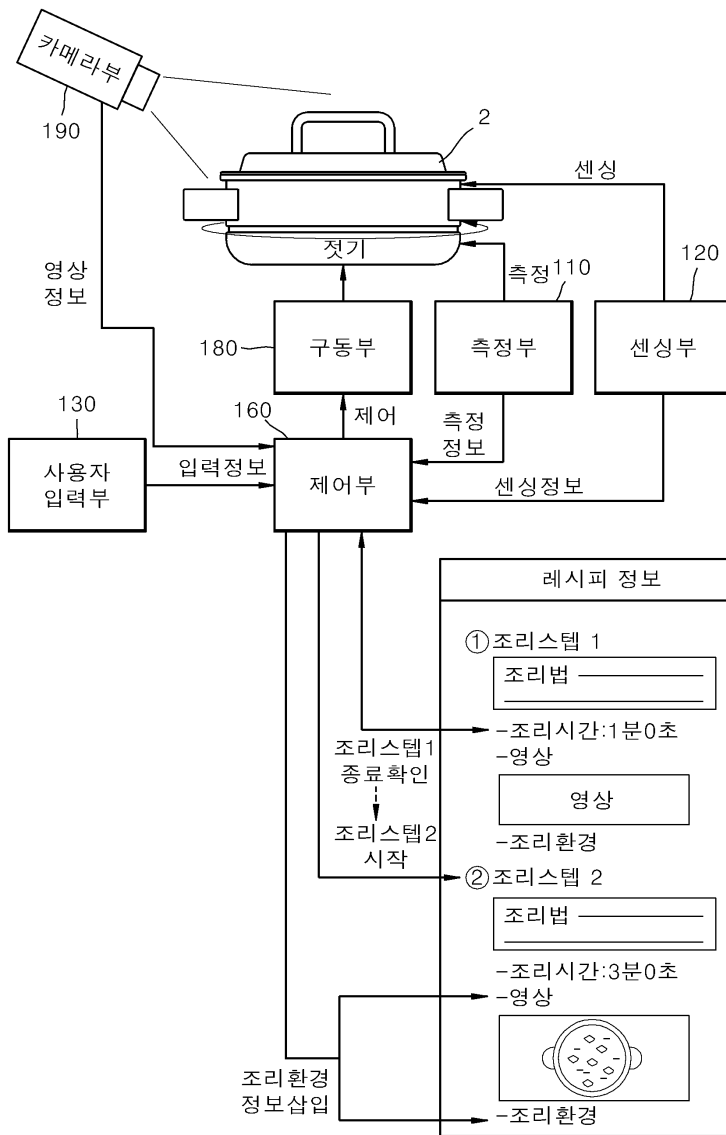 카메라부
190
2
센싱
젓기
영상
정보
측정
110
120
180
구동부
측정부
센싱부
130
160
제어
측정
정보
사용자
입력부
입력정보
제어부
센싱정보
레시피 정보
① 조리스텝 1
조리법
-조리시간:1분0초
-영상
영상
-조리환경
조리스텝1
종료확인
조리스텝2
시작
② 조리스텝 2
조리법
-조리시간:3분0초
-영상
-조리환경
조리환경
정보삽입